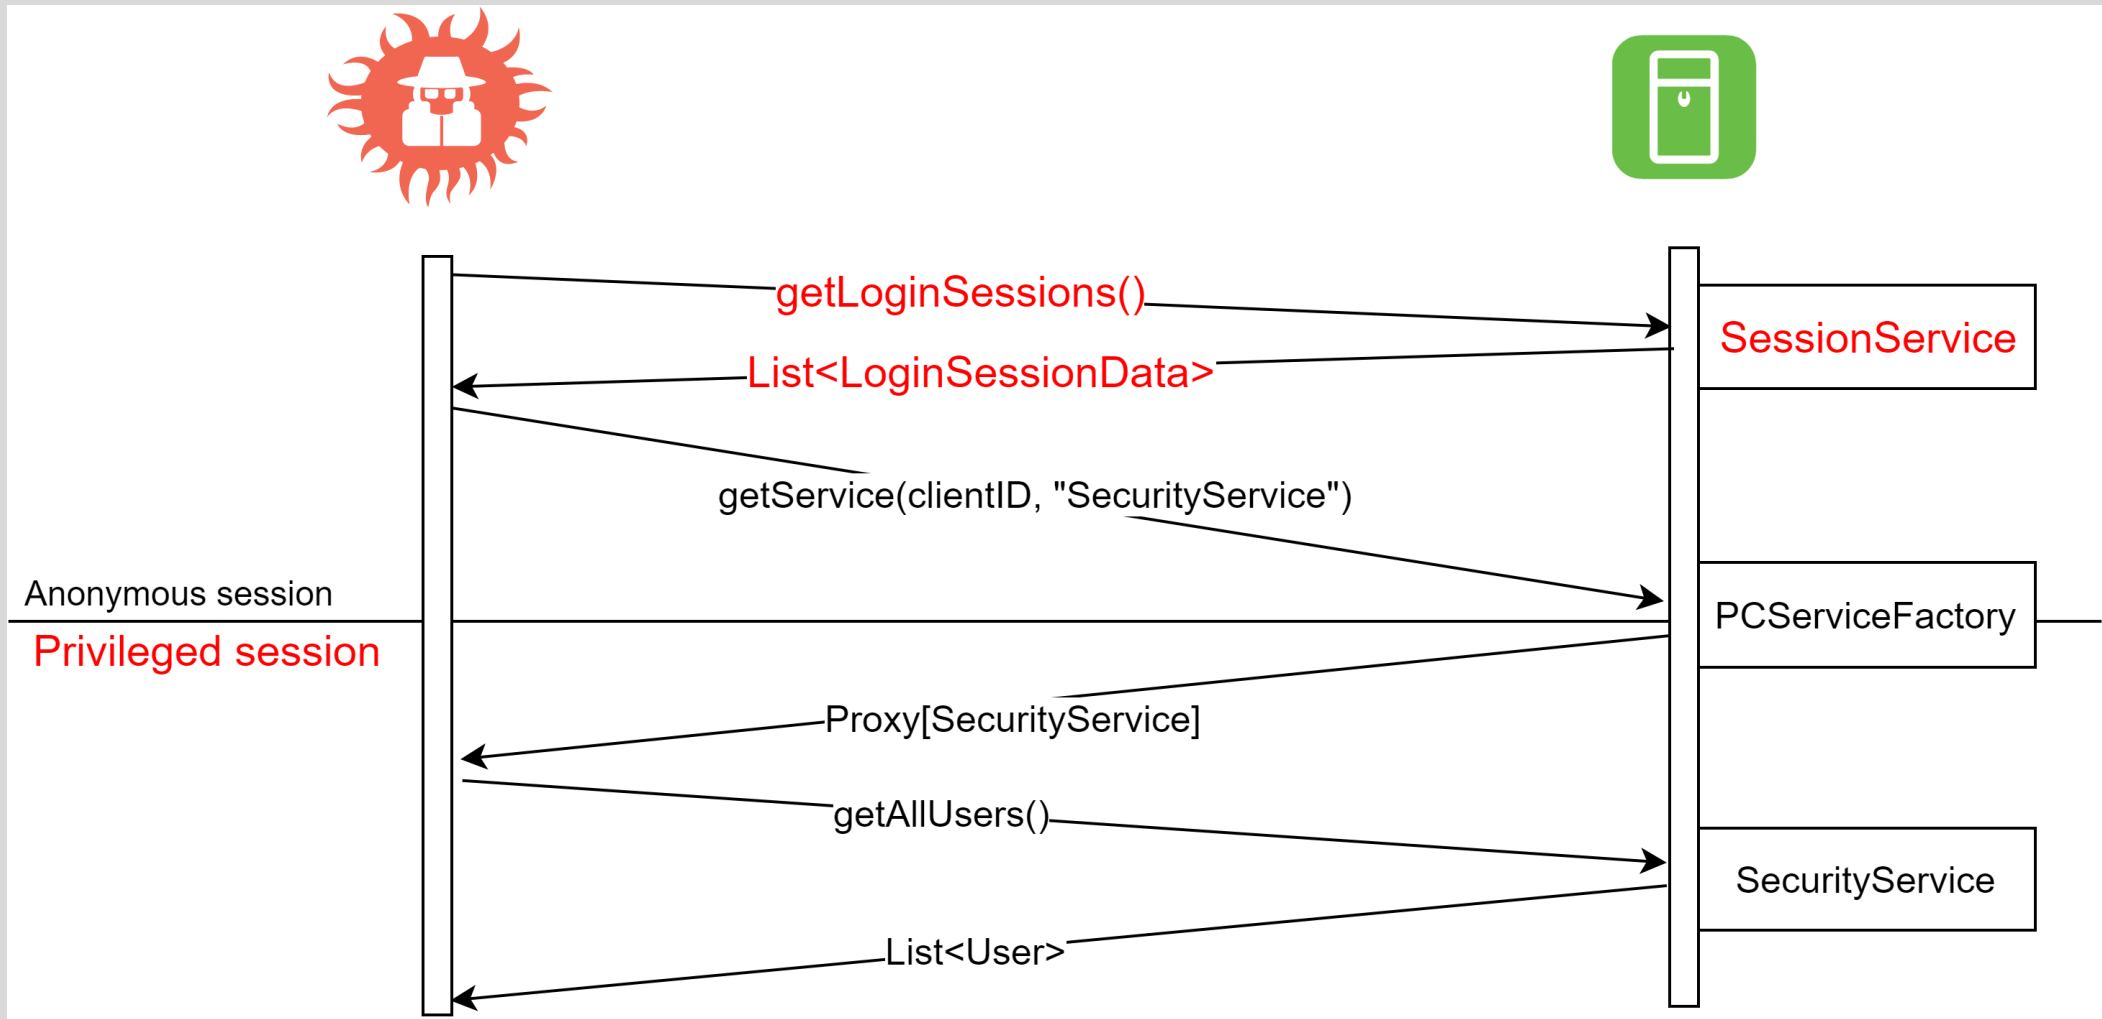 getLoginSessions()
SessionService
List<LoginSessionData>
getService(clientID, "SecurityService")
Anonymous session
PCServiceFactory
Privileged session
Proxy[SecurityService]
getAllUsers()
SecurityService
List<User>